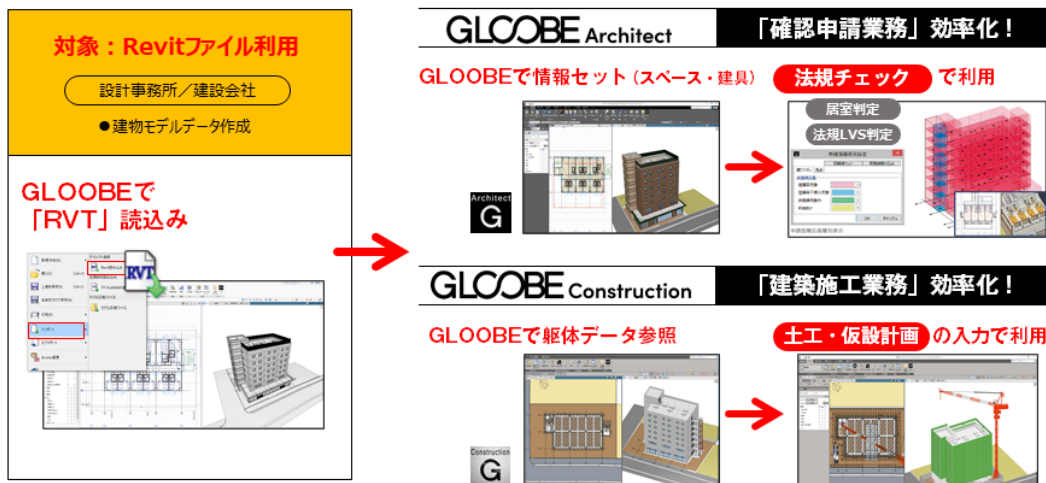 対象：Revitファイル利用
設計事務所／建設会社
●建物モデルデータ作成
GLOOBEで
「RVT」読込み
RVT
GLOOBE Architect
「確認申請業務」効率化！
GLOOBEで情報セット（スペース・建具）
法規チェック で利用
居室判定
法規LVS判定
Architect
G
OK
GLOOBE Construction
「建築施工業務」効率化！
GLOOBEで躯体データ参照
土工・仮設計画 の入力で利用
Construction
G